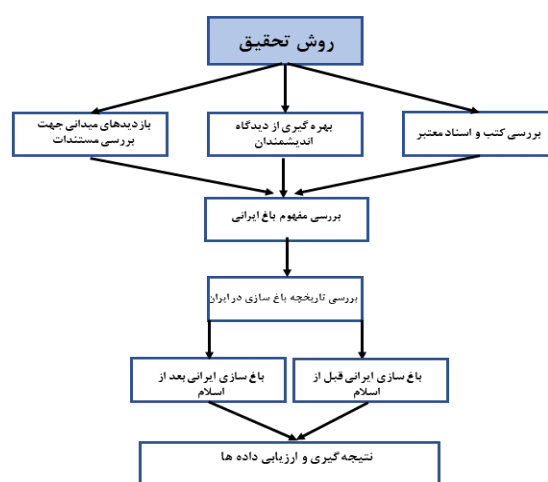 روش تحقیق
بررسی کتب و اسناد معتبر
بهره گیری از دیدگاه
اندیشمندان
بازدیدهای میدانی جهت
بررسی مستندات
بررسی مفهوم باغ ایرانی
بررسی تاریخچه باغ سازی در ایران
باغ سازی ایرانی قبل از
اسلام
باغ سازی ایرانی بعد از
اسلام
نتیجه گیری و ارزیابی داده ها